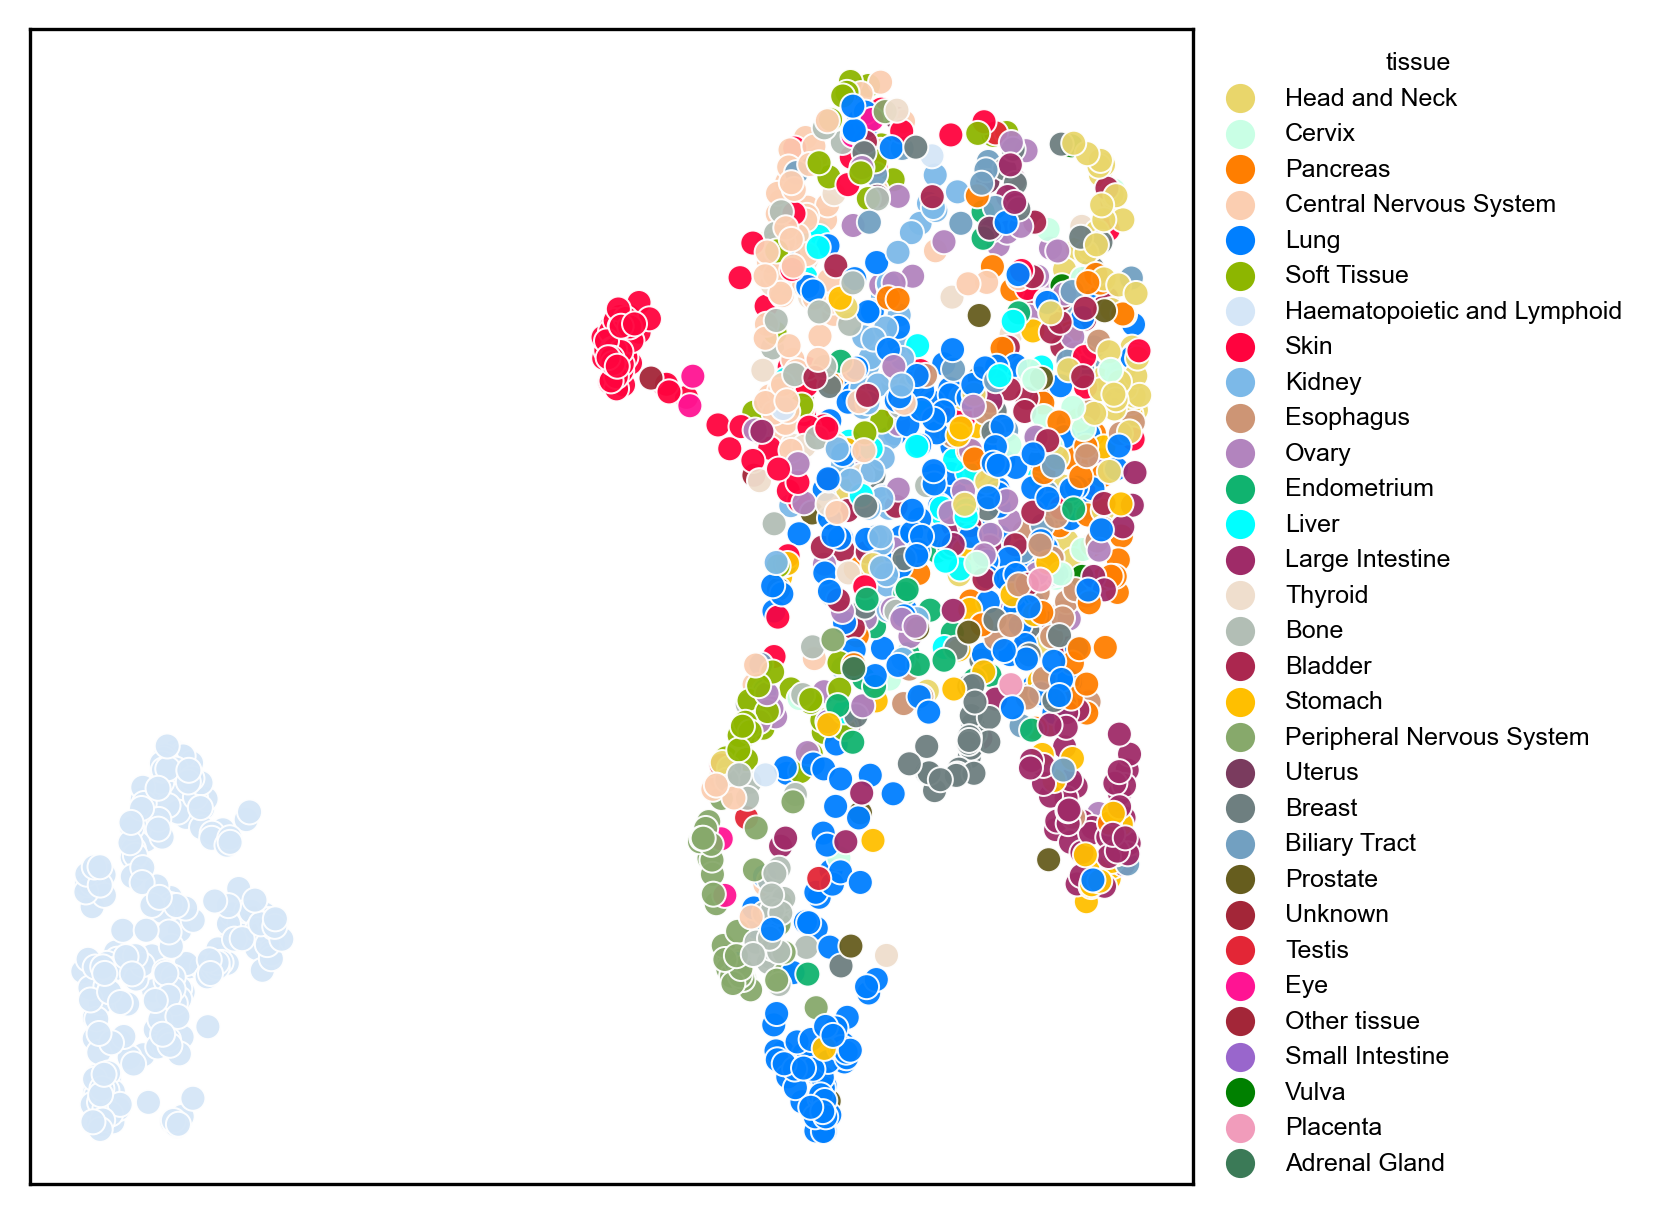 tissue
Head and Neck
Cervix
Pancreas
Central Nervous System
Lung
Soft Tissue
Haematopoietic and Lymphoid
Skin
Kidney
Esophagus
Ovary
Endometrium
Liver
Large Intestine
Thyroid
Bone
Bladder
Stomach
Peripheral Nervous System
Uterus
Breast
Biliary Tract
Prostate
Unknown
Testis
Eye
Other tissue
Small Intestine
Vulva
Placenta
Adrenal Gland